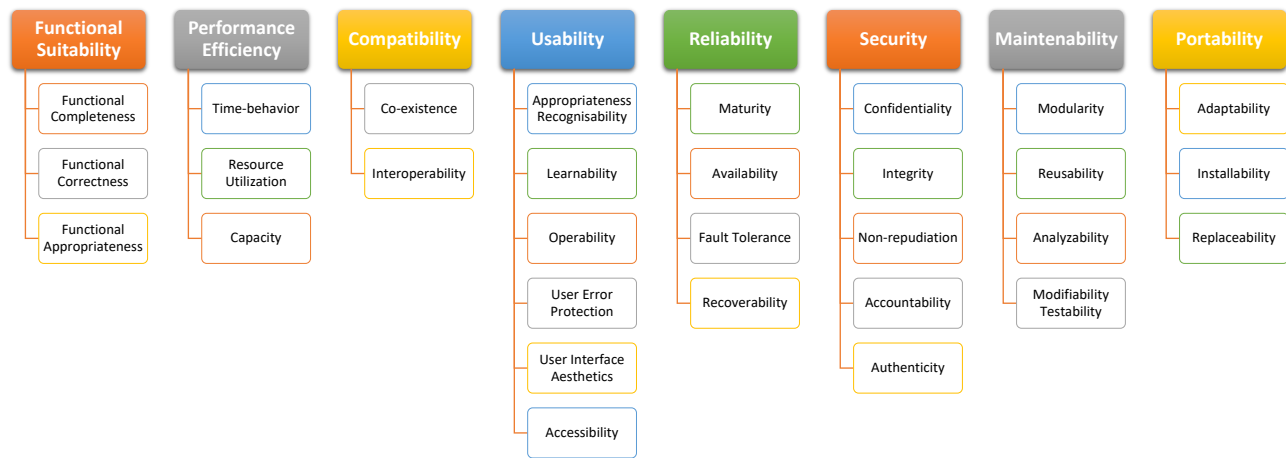 Functional
Suitability
Functional
Completeness
Functional
Correctness
Functional
Appropriateness
Performance
Efficiency
Time-behavior
Resource
Utilization
Capacity
Compatibility
Co-existence
Interoperability
Usability
Appropriateness
Recognisability
Learnability
Operability
User Error
Protection
User Interface
Aesthetics
Accessibility
Reliability
Maturity
Availability
Fault Tolerance
Recoverability
Security
Confidentiality
Integrity
Non-repudiation
Accountability
Authenticity
Maintenability
Modularity
Reusability
Analyzability
Modifiability
Testability
Portability
Adaptability
Installability
Replaceability